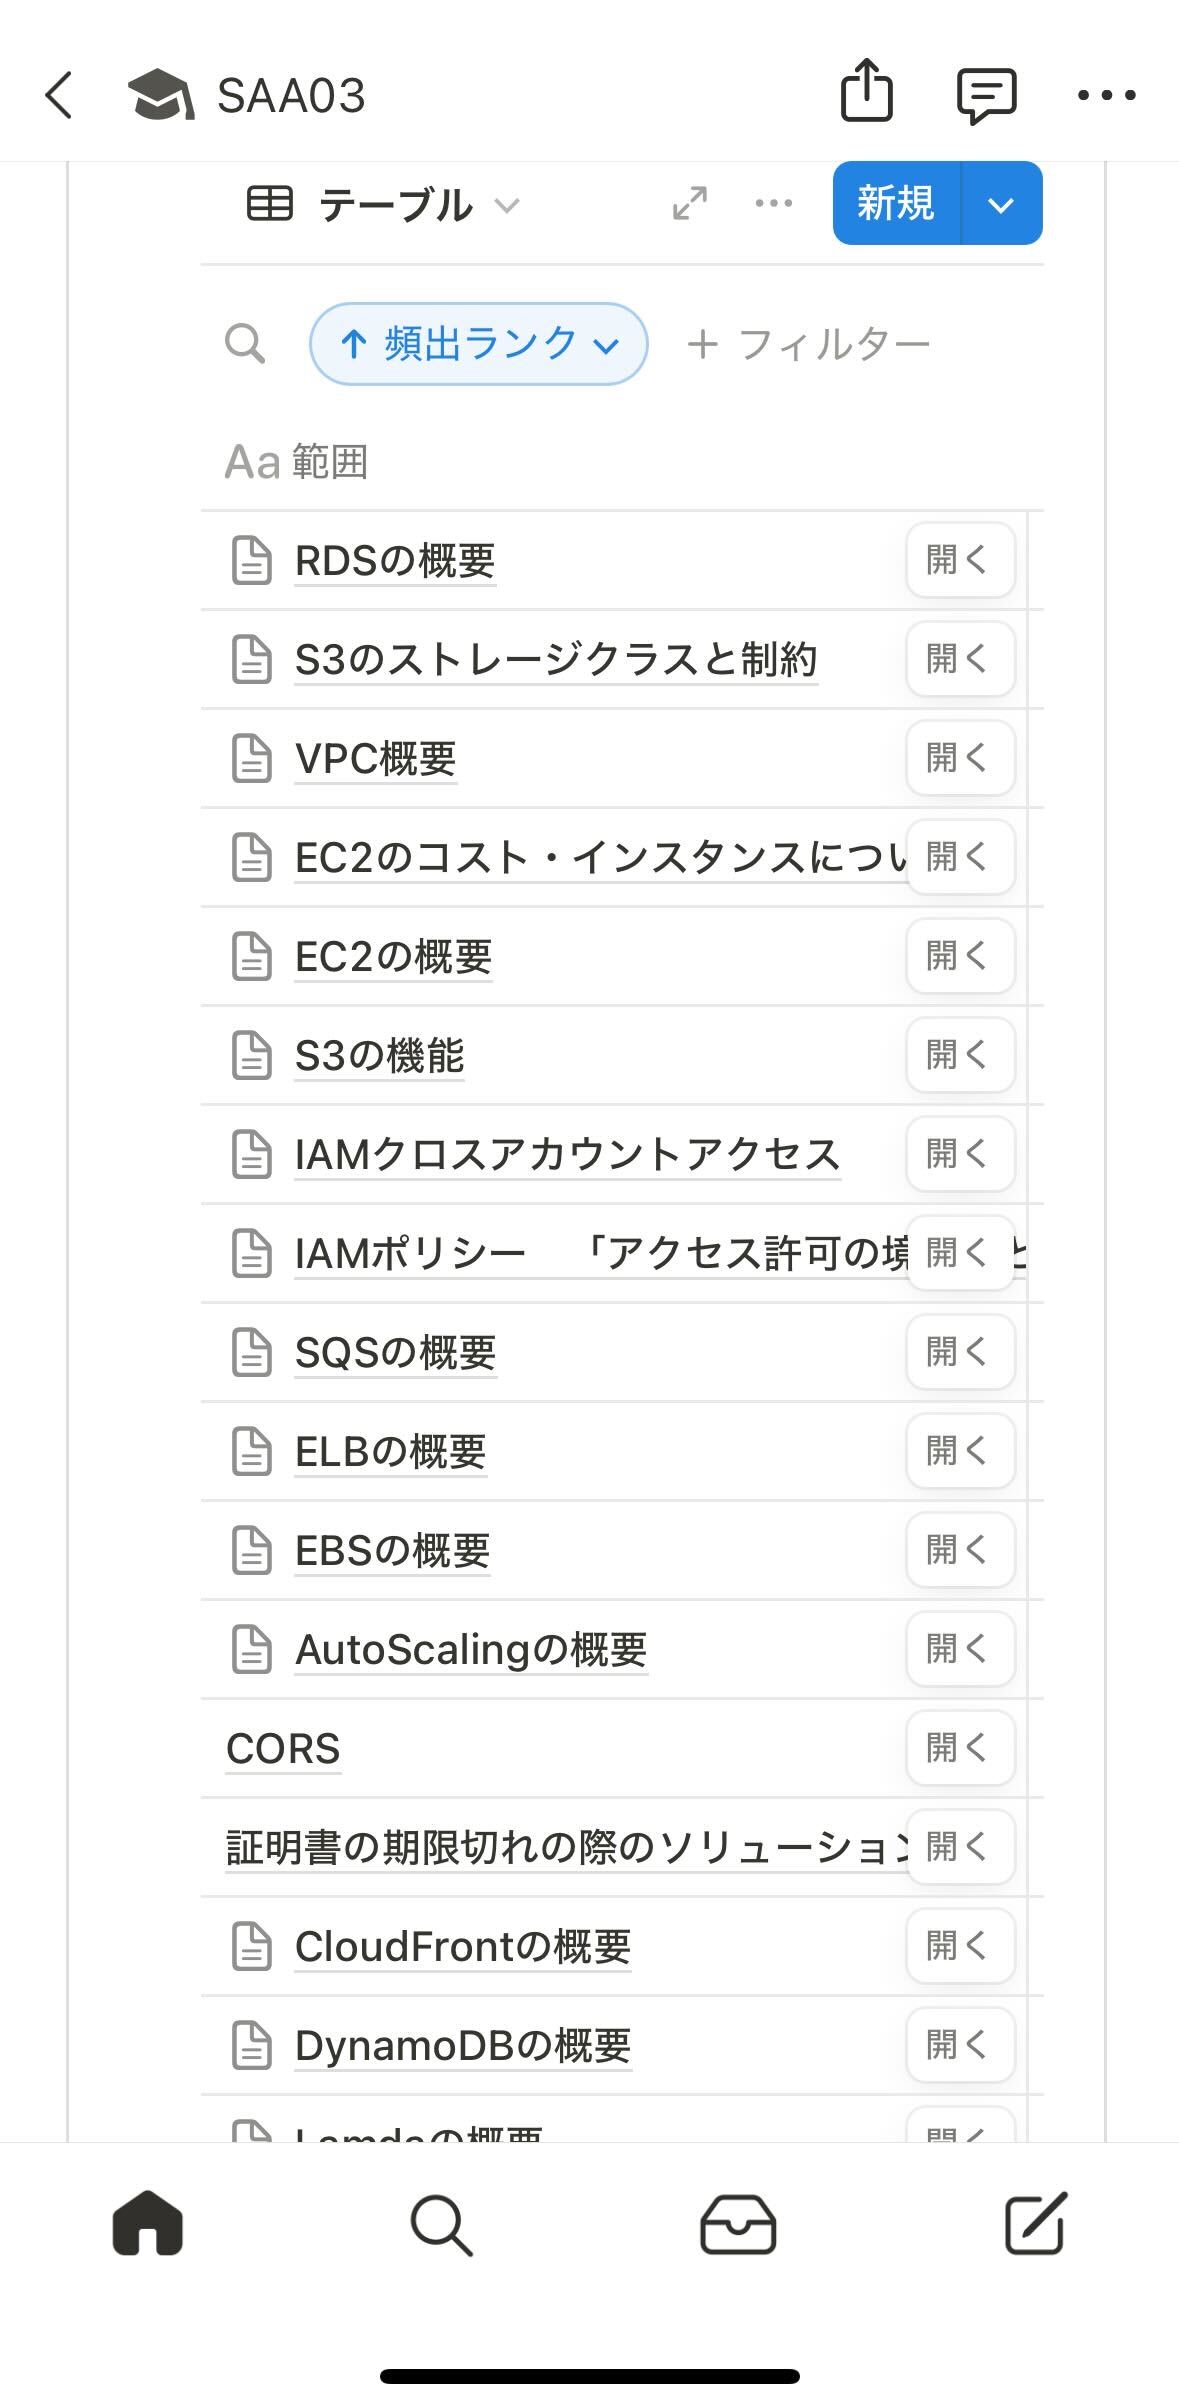 SAA03
テーブル
新規
↑ 頻出ランク
+ フィルター
Aa 範囲
RDSの概要 開く
S3のストレージクラスと制約 開く
VPC概要 開く
EC2のコスト・インスタンスについ 開く
EC2の概要 開く
S3の機能 開く
IAMクロスアカウントアクセス 開く
IAMポリシー 「アクセス許可の境 開く と
SQSの概要 開く
ELBの概要 開く
EBSの概要 開く
AutoScalingの概要 開く
CORS 開く
証明書の期限切れの際のソリューション 開く
CloudFrontの概要 開く
DynamoDBの概要 開く
Lamdaの概要 開く